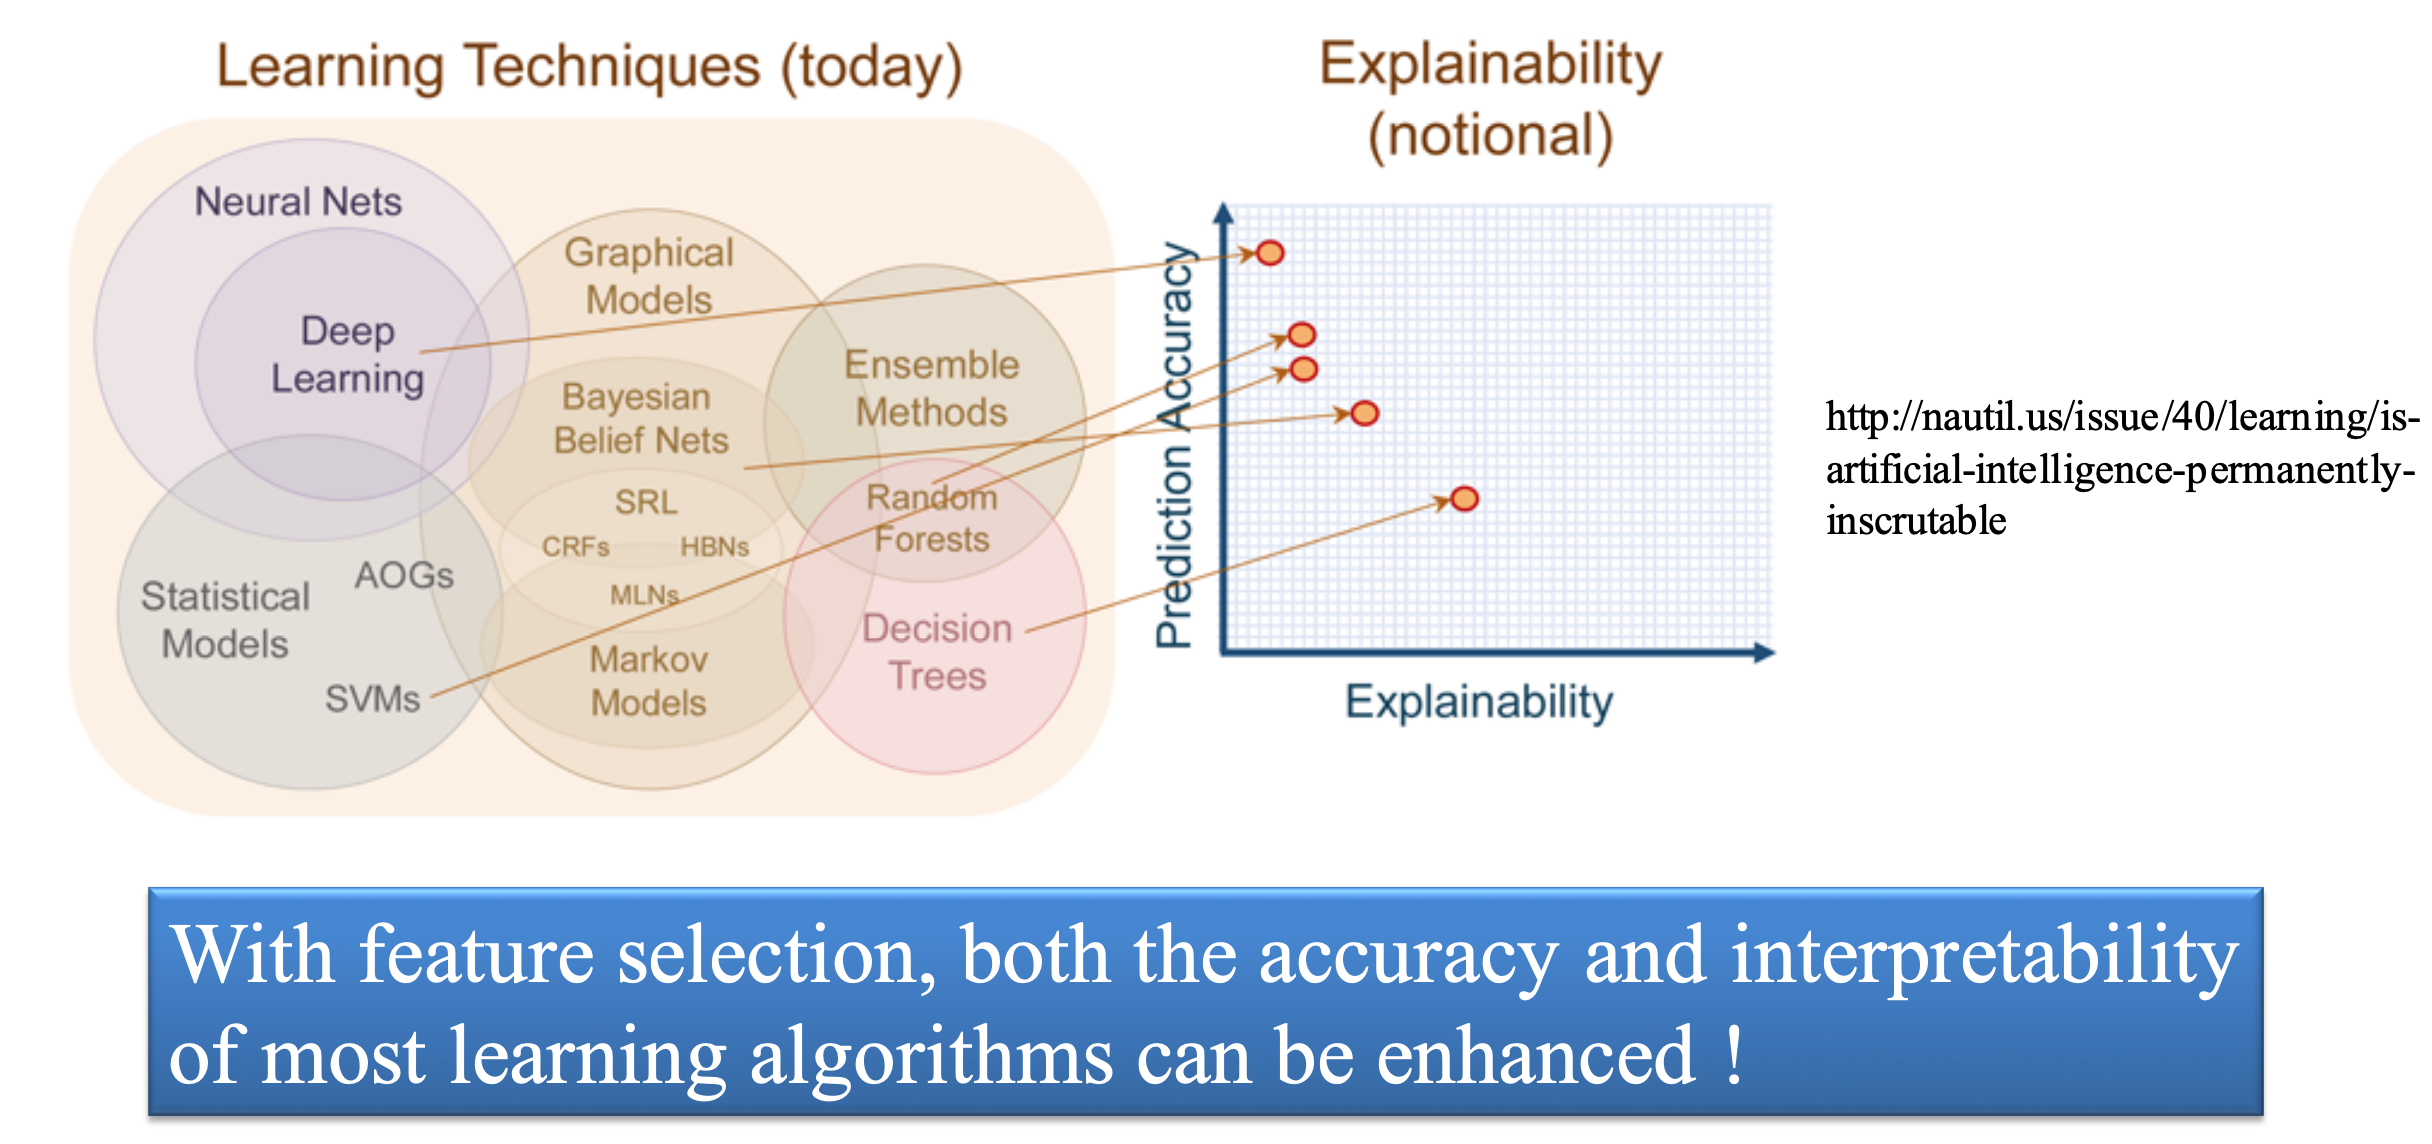 Learning Techniques (today)
Neural Nets
Deep
Learning
Graphical
Models
Bayesian
Belief Nets
SRL
CRFs
HBNs
MLNs
Markov
Models
Ensemble
Methods
Random
Forests
Decision
Trees
Statistical
Models
AOGs
SVMs
Explainability
(notional)
Prediction Accuracy
Explainability
http://nautil.us/issue/40/learning/is-
artificial-intelligence-permanently-
inscrutable
With feature selection, both the accuracy and interpretability
of most learning algorithms can be enhanced !